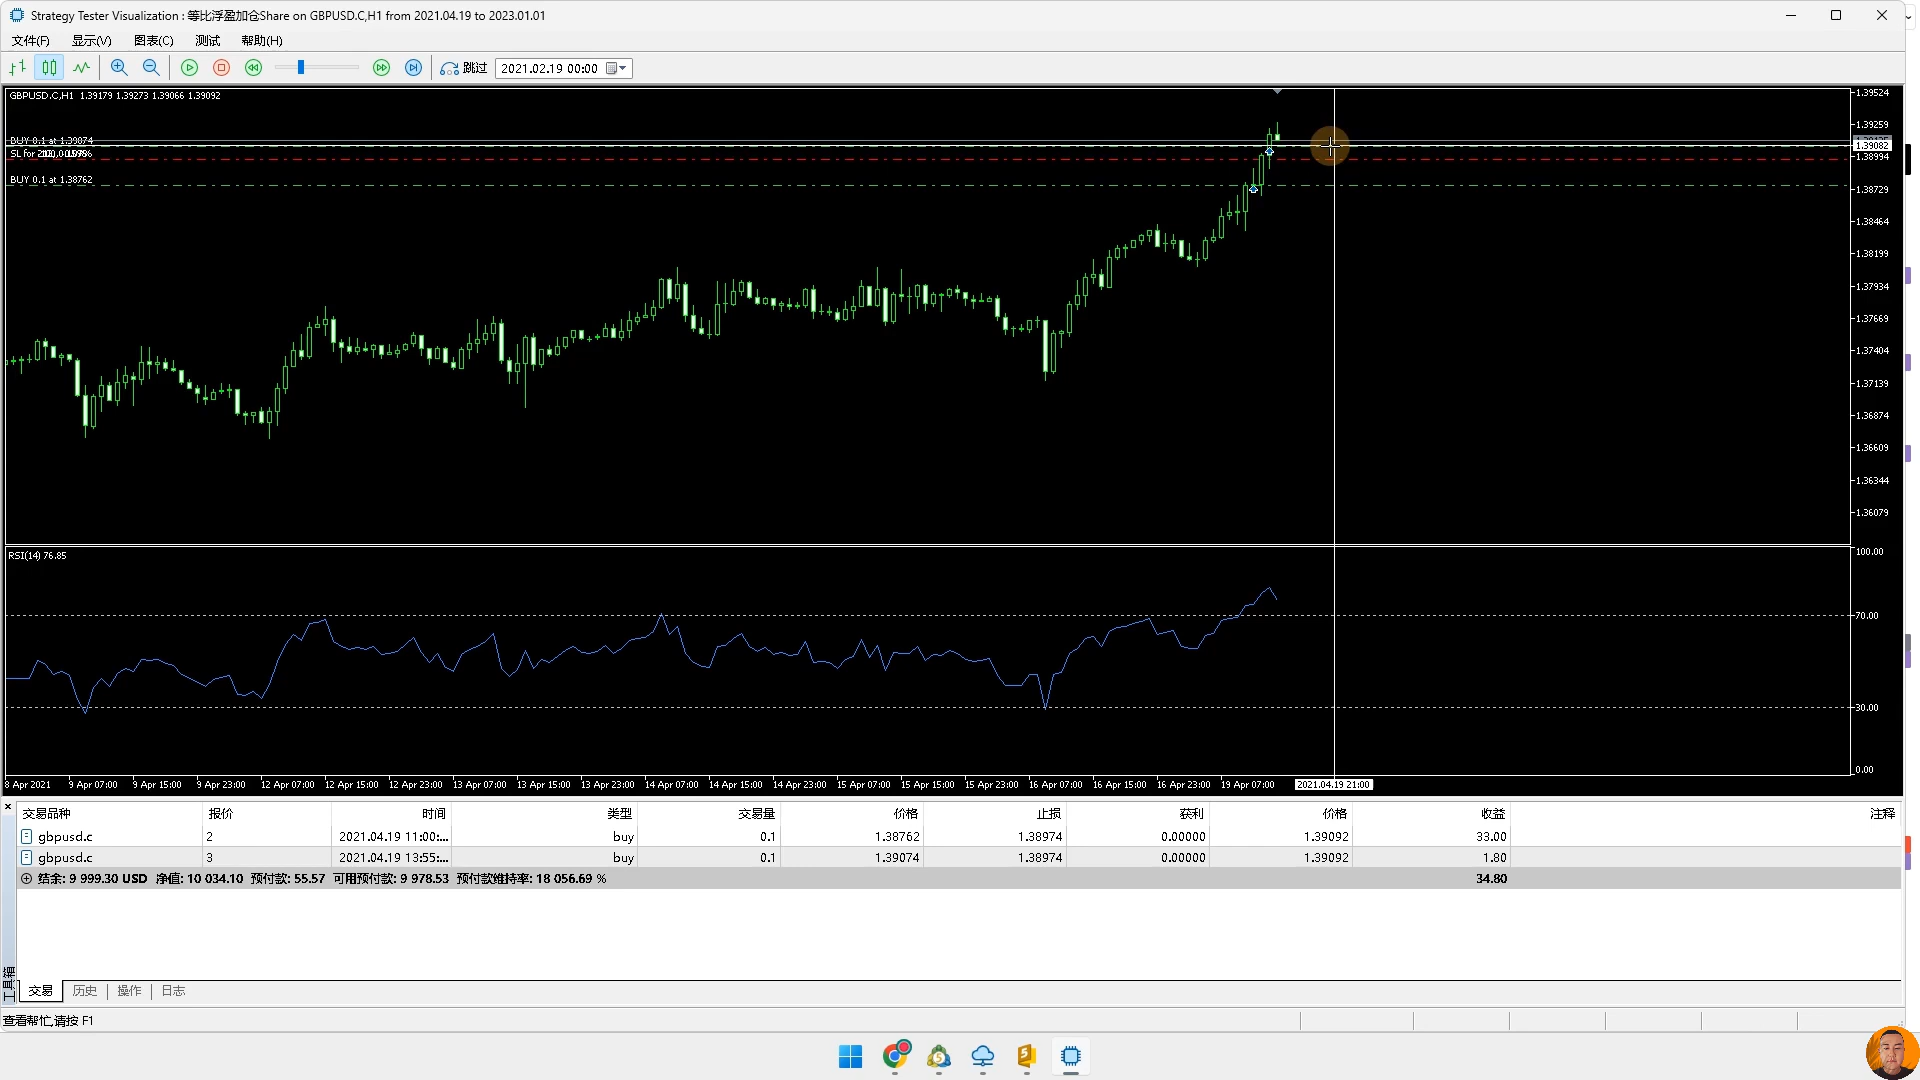 Strategy Tester Visualization : 等比浮盈加仓Share on GBPUSD.C,H1 from 2021.04.19 to 2023.01.01
文件(F) 显示(V) 图表(C) 测试 帮助(H)
跳过 2021.02.19 00:00
GBPUSD.C,H1 1.39179 1.39273 1.39066 1.39092
BUY 0.1 at 1.39074
SL for
BUY 0.1 at 1.38762
1.39524
1.39259
1.39082
1.38994
1.38729
1.38464
1.38199
1.37934
1.37669
1.37404
1.37139
1.36874
1.36609
1.36344
1.36079
RSI(14) 76.85
100.00
70.00
30.00
0.00
8 Apr 2021 9 Apr 07:00 9 Apr 15:00 9 Apr 23:00 12 Apr 07:00 12 Apr 15:00 12 Apr 23:00 13 Apr 07:00 13 Apr 15:00 13 Apr 23:00 14 Apr 07:00 14 Apr 15:00 14 Apr 23:00 15 Apr 07:00 15 Apr 15:00 15 Apr 23:00 16 Apr 07:00 16 Apr 15:00 16 Apr 23:00 19 Apr 07:00 2021.04.19 21:00
交易品种 报价 时间 类型 交易量 价格 止损 获利 价格 收益 注释
gbpusd.c 2 2021.04.19 11:00:... buy 0.1 1.38762 1.38974 0.00000 1.39092 33.00
gbpusd.c 3 2021.04.19 13:55:... buy 0.1 1.39074 1.38974 0.00000 1.39092 1.80
结余: 9 999.30 USD 净值: 10 034.10 预付款: 55.57 可用预付款: 9 978.53 预付款维持率: 18 056.69 % 34.80
工具箱
交易 历史 操作 日志
查看帮忙,请按 F1